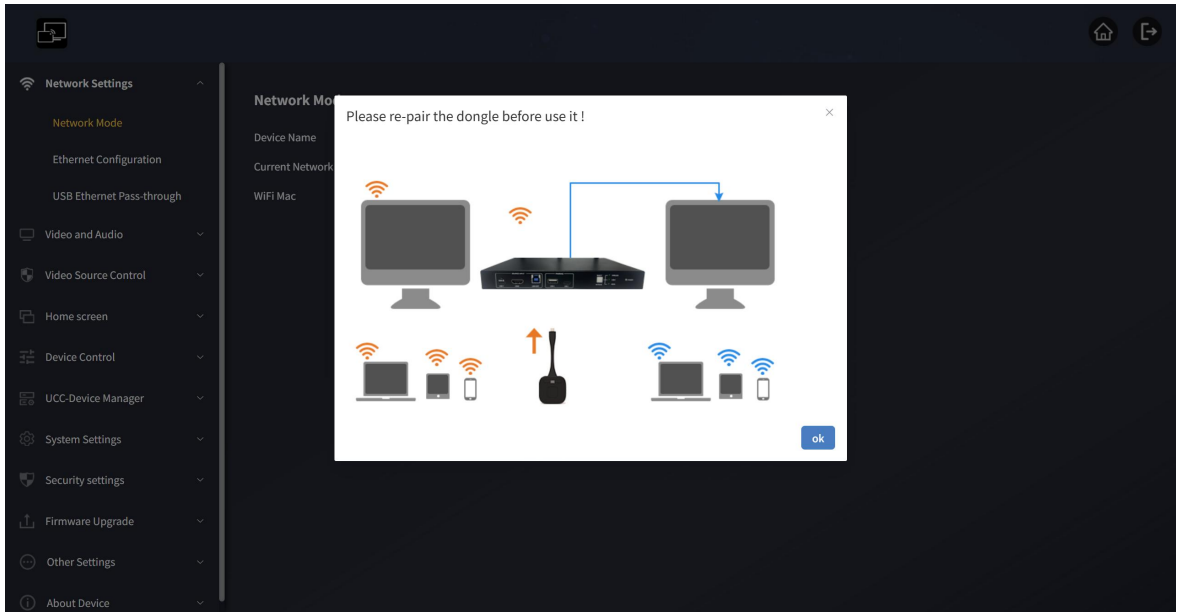 Network Settings
Network Mode
Ethernet Configuration
USB Ethernet Pass-through
Video and Audio
Video Source Control
Home screen
Device Control
UCC-Device Manager
System Settings
Security settings
Firmware Upgrade
Other Settings
About Device
Network Mo
Device Name
Current Network
WiFi Mac
Please re-pair the dongle before use it !
ok